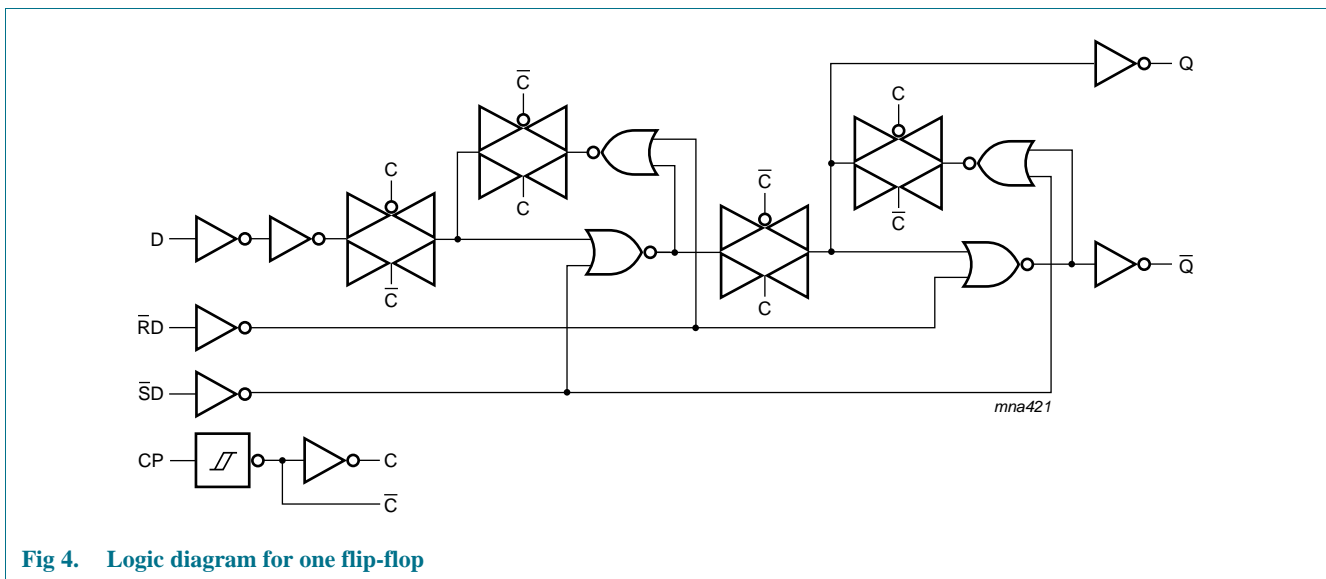 C̅
Q
C
C
C
C̅
C̅
D
C̅
Q̅
C
R̅D
S̅D
mna421
CP
C
C̅
Fig 4. Logic diagram for one flip-flop